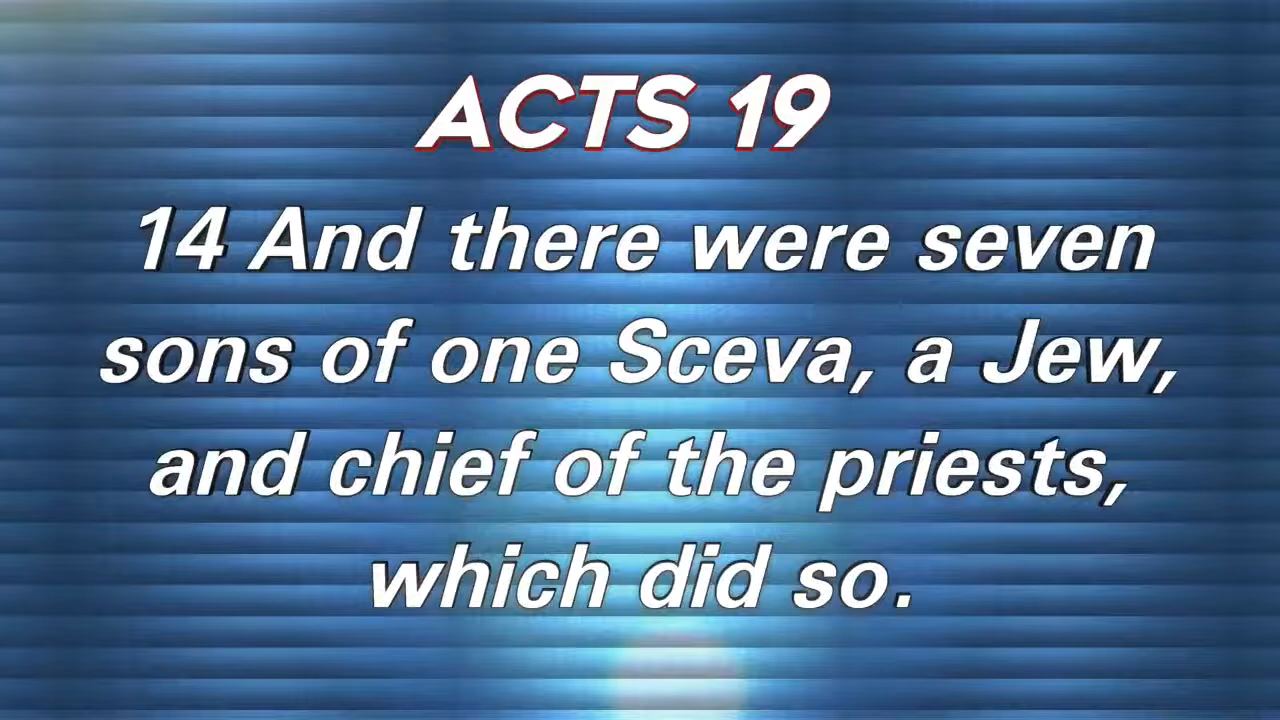 ACTS 19
14 And there were seven
sons of one Sceva, a Jew,
and chief of the priests,
which did so.